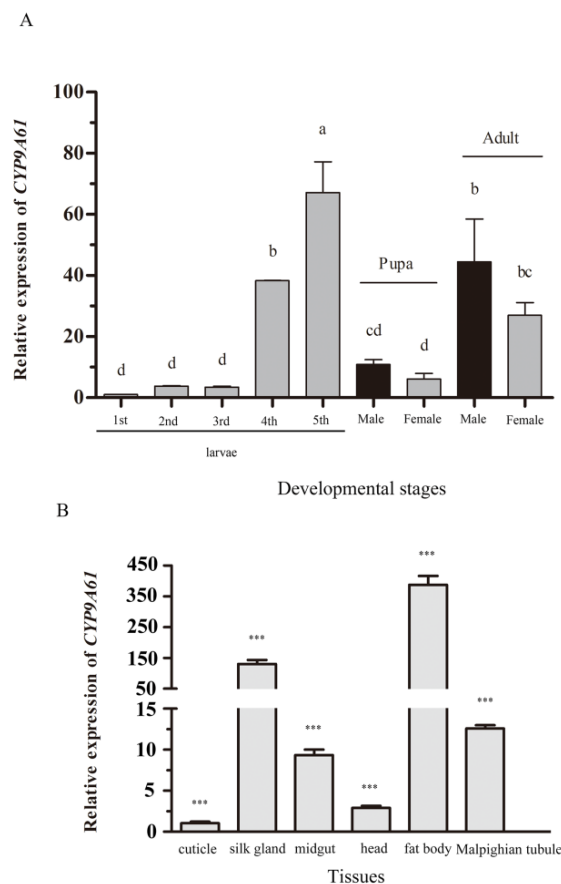 A
Relative expression of CYP9A61
100
80
60
40
20
0
a
b
d
d
d
Pupa
cd
d
Adult
b
bc
1st 2nd 3rd 4th 5th Male Female Male Female
larvae
Developmental stages
B
Relative expression of CYP9A61
450
350
250
150
50
15
10
5
0
***
***
***
***
***
***
cuticle silk gland midgut head fat body Malpighian tubule
Tissues